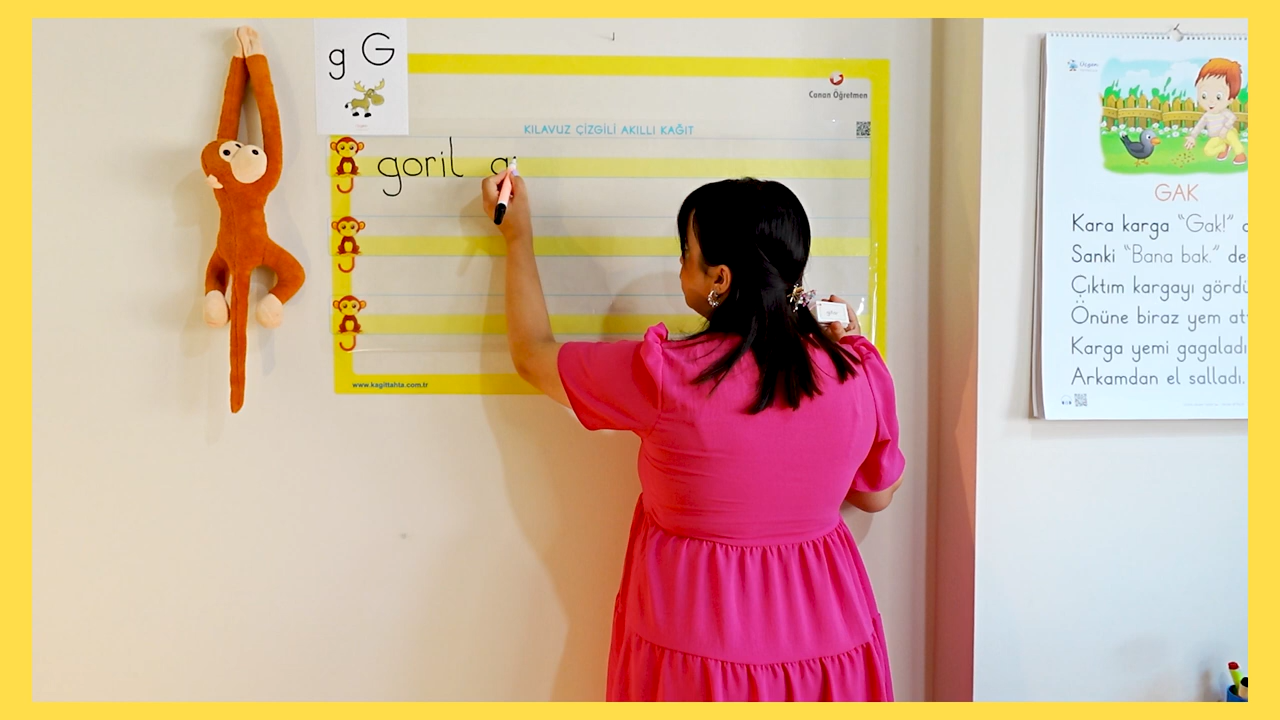 g G
Canan Öğretmen
KILAVUZ ÇİZGİLİ AKILLI KAĞIT
goril g
www.kagittahta.com.tr
GAK
Kara karga “Gak!” d
Sanki “Bana bak.” de
Çıktım kargayı gördü
Önüne biraz yem at
Karga yemi gagaladı
Arkamdan el salladı.